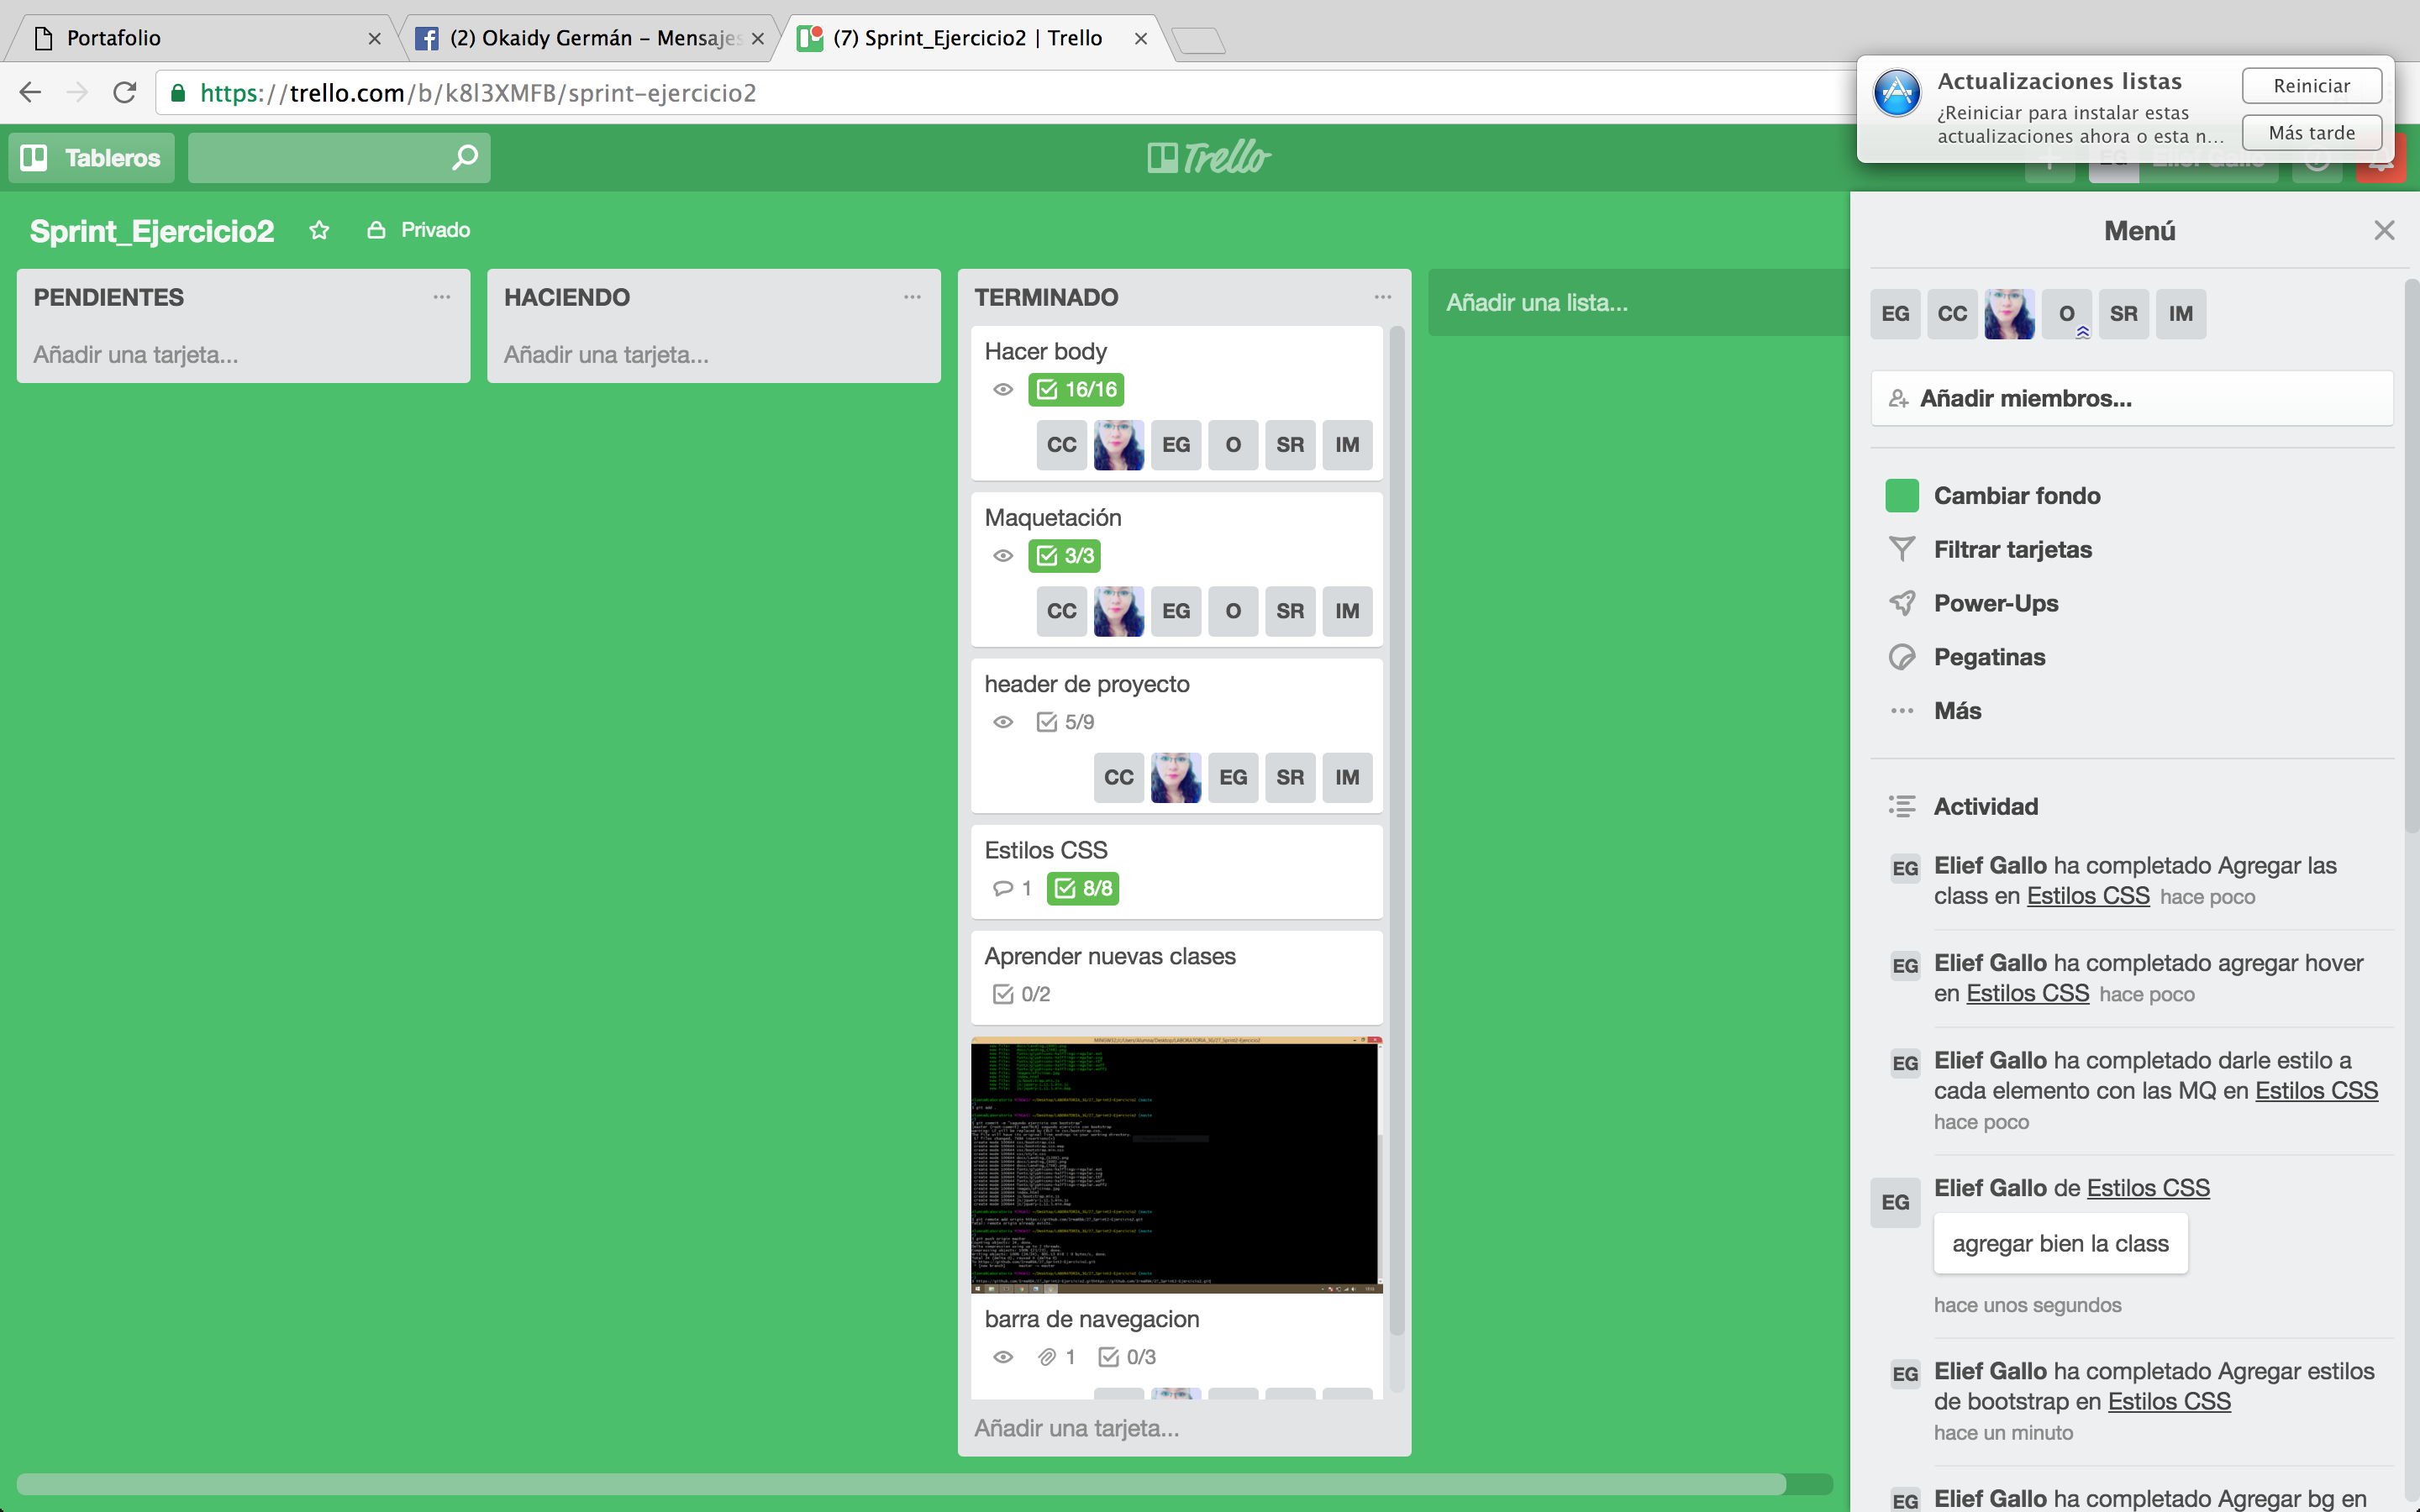 Portafolio
(2) Okaidy Germán – Mensajes
(7) Sprint_Ejercicio2 | Trello
https://trello.com/b/k8l3XMFB/sprint-ejercicio2
Actualizaciones listas
¿Reiniciar para instalar estas
actualizaciones ahora o esta n...
Reiniciar
Más tarde
Tableros
Trello
EG Elief Gallo
Sprint_Ejercicio2
Privado
PENDIENTES
Añadir una tarjeta...
HACIENDO
Añadir una tarjeta...
TERMINADO
Hacer body
16/16
CC EG O SR IM
Maquetación
3/3
CC EG O SR IM
header de proyecto
5/9
CC EG SR IM
Estilos CSS
1 8/8
Aprender nuevas clases
0/2
barra de navegacion
1 0/3
Añadir una tarjeta...
Añadir una lista...
Menú
EG CC O SR IM
Añadir miembros...
Cambiar fondo
Filtrar tarjetas
Power-Ups
Pegatinas
Más
Actividad
EG Elief Gallo ha completado Agregar las
class en Estilos CSS hace poco
EG Elief Gallo ha completado agregar hover
en Estilos CSS hace poco
EG Elief Gallo ha completado darle estilo a
cada elemento con las MQ en Estilos CSS
hace poco
EG Elief Gallo de Estilos CSS
agregar bien la class
hace unos segundos
EG Elief Gallo ha completado Agregar estilos
de bootstrap en Estilos CSS
hace un minuto
EG Elief Gallo ha completado Agregar bg en